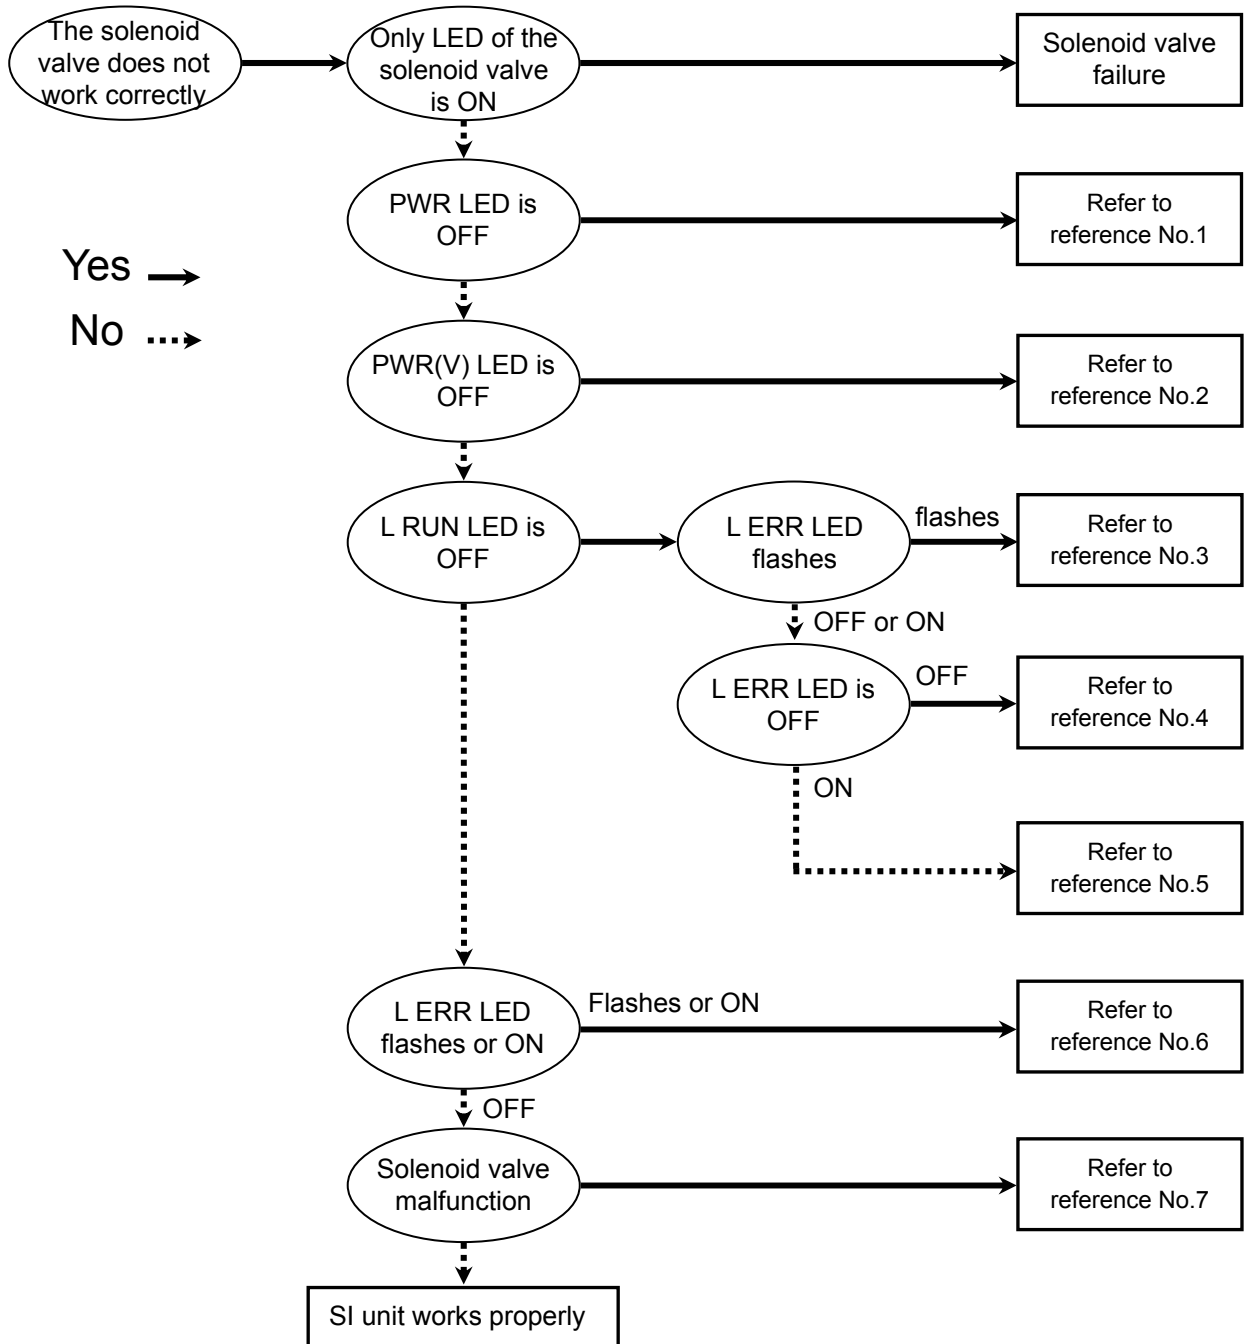 The solenoid
valve does not
work correctly
Only LED of the
solenoid valve
is ON
Solenoid valve
failure
PWR LED is
OFF
Refer to
reference No.1
Yes
No
PWR(V) LED is
OFF
Refer to
reference No.2
L RUN LED is
OFF
L ERR LED
flashes
flashes
Refer to
reference No.3
OFF or ON
L ERR LED is
OFF
OFF
Refer to
reference No.4
ON
Refer to
reference No.5
L ERR LED
flashes or ON
Flashes or ON
Refer to
reference No.6
OFF
Solenoid valve
malfunction
Refer to
reference No.7
SI unit works properly